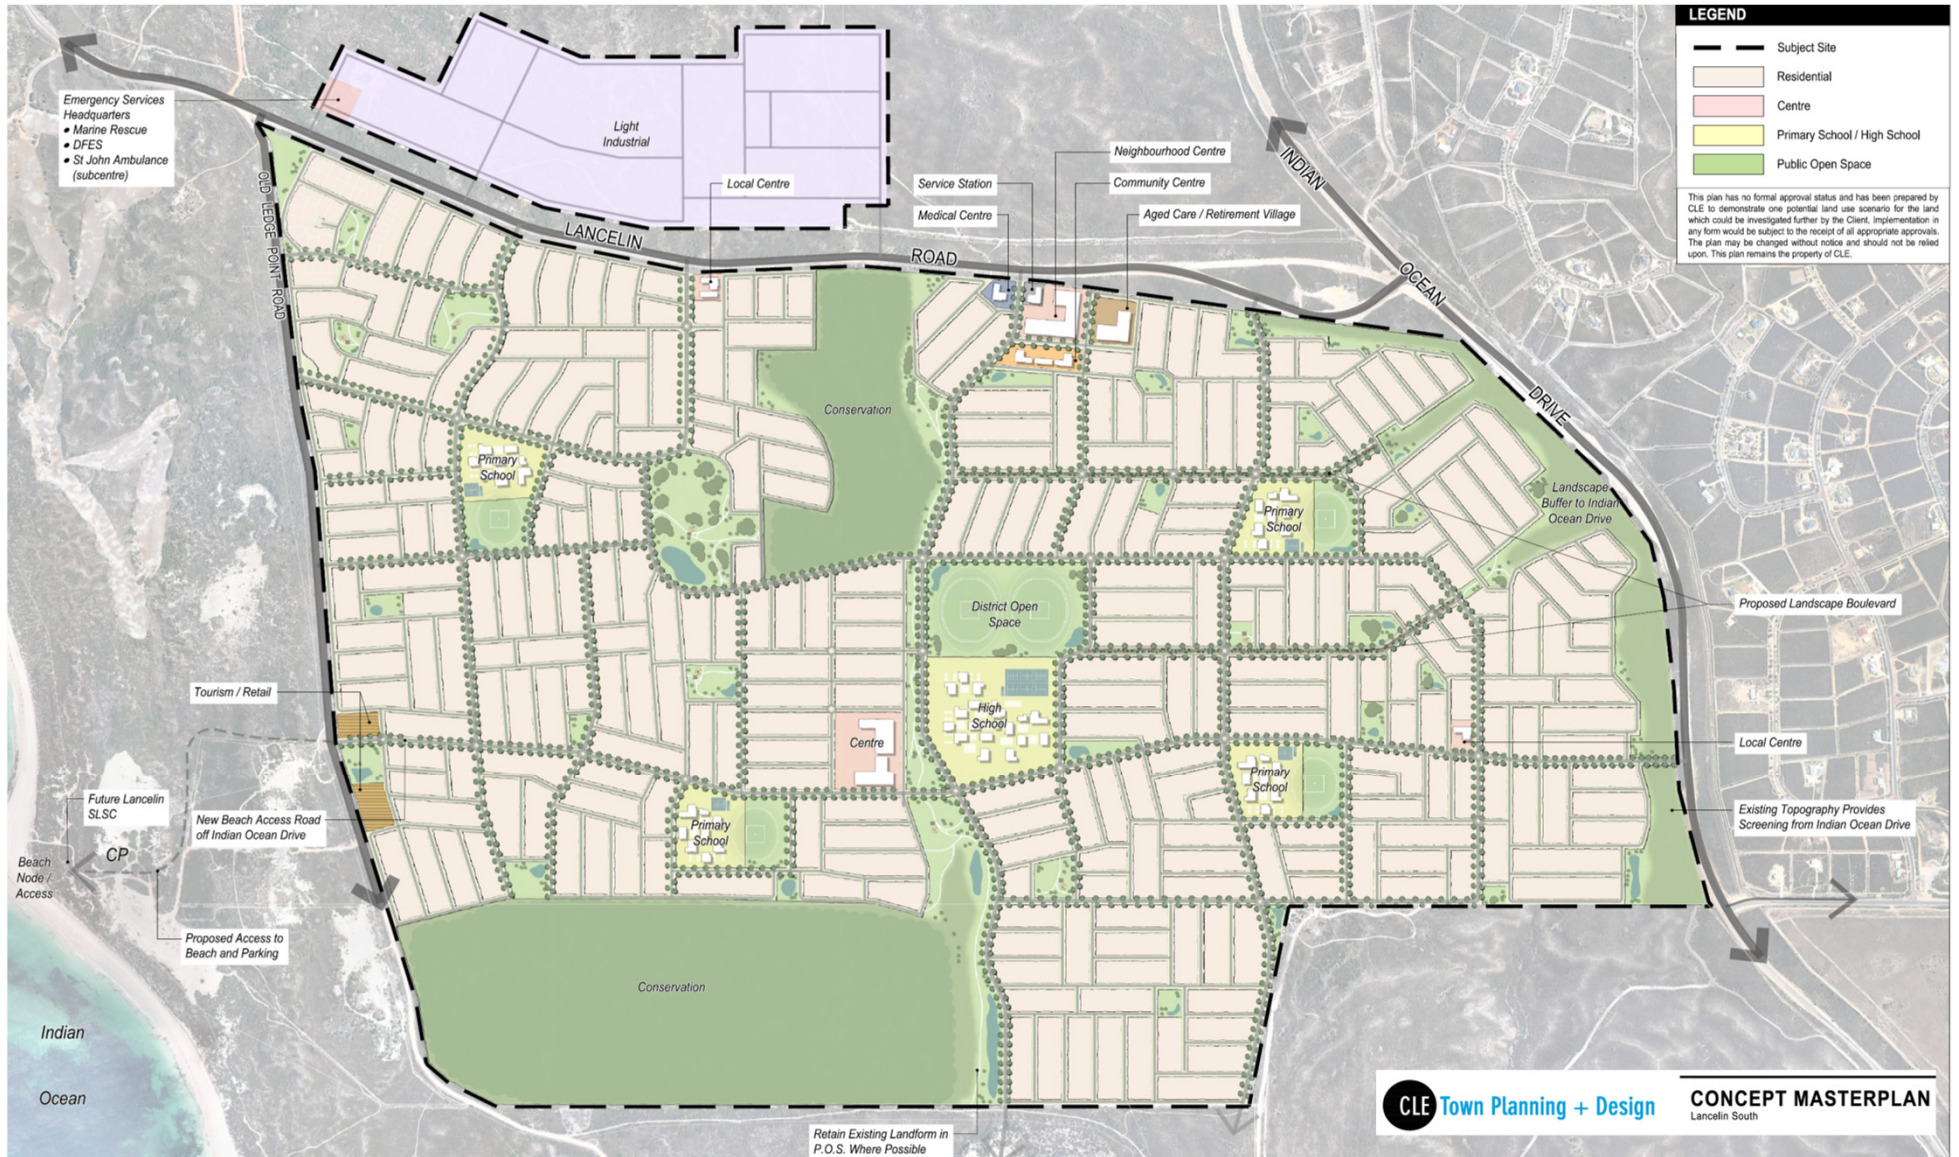 LEGEND
Subject Site
Residential
Centre
Primary School / High School
Public Open Space
This plan has no formal approval status and has been prepared by
CLE to demonstrate one potential land use scenario for the land
which could be investigated further by the Client. Implementation in
any form would be subject to the receipt of all appropriate approvals.
The plan may be changed without notice and should not be relied
upon. This plan remains the property of CLE.
Emergency Services
Headquarters
• Marine Rescue
• DFES
• St John Ambulance
(subcentre)
Light
Industrial
Local Centre
Neighbourhood Centre
Service Station
Community Centre
Medical Centre
Aged Care / Retirement Village
OLD LEDGE POINT ROAD
LANCELIN
ROAD
INDIAN
OCEAN
DRIVE
Conservation
Primary
School
Primary
School
Landscape
Buffer to Indian
Ocean Drive
District Open
Space
Proposed Landscape Boulevard
Tourism / Retail
High
School
Centre
Local Centre
Primary
School
Primary
School
Future Lancelin
SLSC
New Beach Access Road
off Indian Ocean Drive
Existing Topography Provides
Screening from Indian Ocean Drive
CP
Beach
Node /
Access
Proposed Access to
Beach and Parking
Conservation
Indian
Ocean
Retain Existing Landform in
P.O.S. Where Possible
CLE Town Planning + Design
CONCEPT MASTERPLAN
Lancelin South